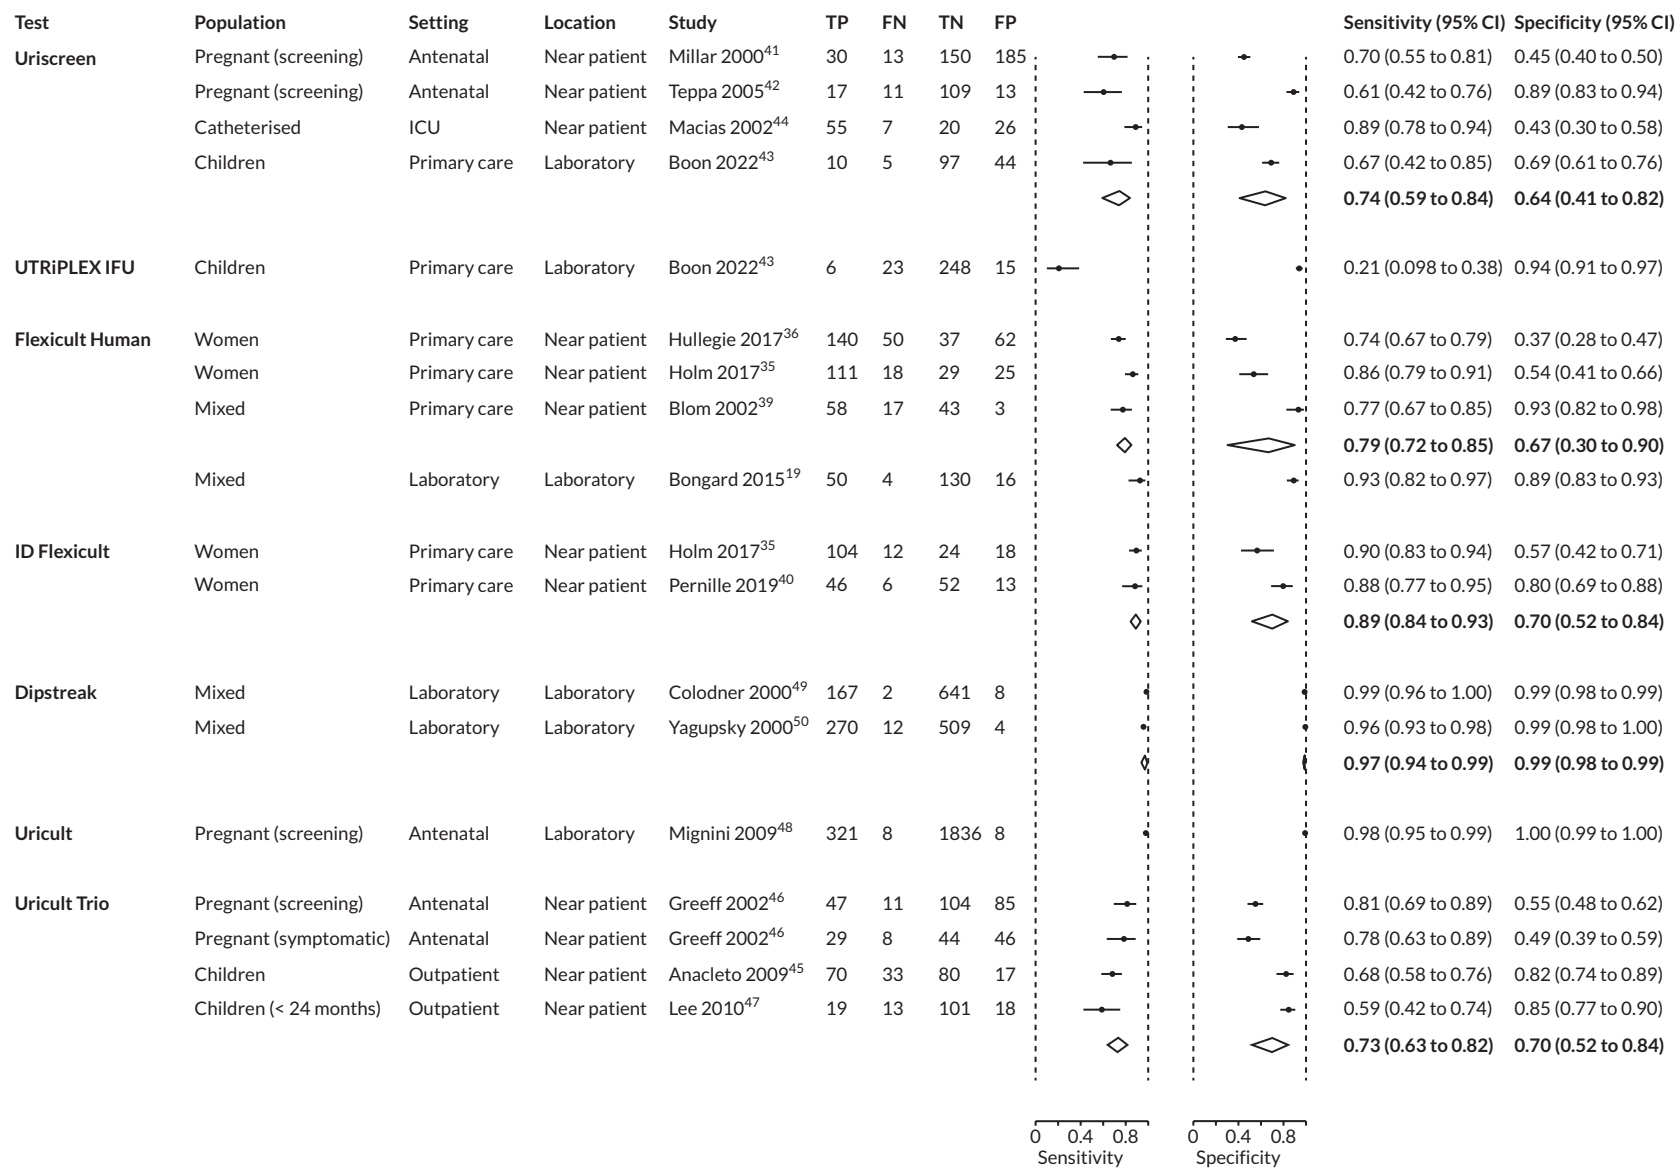 Test Population Setting Location Study TP FN TN FP Sensitivity (95% CI) Specificity (95% CI)
Uriscreen Pregnant (screening) Antenatal Near patient Millar 2000⁴¹ 30 13 150 185 0.70 (0.55 to 0.81) 0.45 (0.40 to 0.50)
Pregnant (screening) Antenatal Near patient Teppa 2005⁴² 17 11 109 13 0.61 (0.42 to 0.76) 0.89 (0.83 to 0.94)
Catheterised ICU Near patient Macias 2002⁴⁴ 55 7 20 26 0.89 (0.78 to 0.94) 0.43 (0.30 to 0.58)
Children Primary care Laboratory Boon 2022⁴³ 10 5 97 44 0.67 (0.42 to 0.85) 0.69 (0.61 to 0.76)
0.74 (0.59 to 0.84) 0.64 (0.41 to 0.82)
UTRiPLEX IFU Children Primary care Laboratory Boon 2022⁴³ 6 23 248 15 0.21 (0.098 to 0.38) 0.94 (0.91 to 0.97)
Flexicult Human Women Primary care Near patient Hullegie 2017³⁶ 140 50 37 62 0.74 (0.67 to 0.79) 0.37 (0.28 to 0.47)
Women Primary care Near patient Holm 2017³⁵ 111 18 29 25 0.86 (0.79 to 0.91) 0.54 (0.41 to 0.66)
Mixed Primary care Near patient Blom 2002³⁹ 58 17 43 3 0.77 (0.67 to 0.85) 0.93 (0.82 to 0.98)
0.79 (0.72 to 0.85) 0.67 (0.30 to 0.90)
Mixed Laboratory Laboratory Bongard 2015¹⁹ 50 4 130 16 0.93 (0.82 to 0.97) 0.89 (0.83 to 0.93)
ID Flexicult Women Primary care Near patient Holm 2017³⁵ 104 12 24 18 0.90 (0.83 to 0.94) 0.57 (0.42 to 0.71)
Women Primary care Near patient Pernille 2019⁴⁰ 46 6 52 13 0.88 (0.77 to 0.95) 0.80 (0.69 to 0.88)
0.89 (0.84 to 0.93) 0.70 (0.52 to 0.84)
Dipstreak Mixed Laboratory Laboratory Colodner 2000⁴⁹ 167 2 641 8 0.99 (0.96 to 1.00) 0.99 (0.98 to 0.99)
Mixed Laboratory Laboratory Yagupsky 2000⁵⁰ 270 12 509 4 0.96 (0.93 to 0.98) 0.99 (0.98 to 1.00)
0.97 (0.94 to 0.99) 0.99 (0.98 to 0.99)
Uricult Pregnant (screening) Antenatal Laboratory Mignini 2009⁴⁸ 321 8 1836 8 0.98 (0.95 to 0.99) 1.00 (0.99 to 1.00)
Uricult Trio Pregnant (screening) Antenatal Near patient Greeff 2002⁴⁶ 47 11 104 85 0.81 (0.69 to 0.89) 0.55 (0.48 to 0.62)
Pregnant (symptomatic) Antenatal Near patient Greeff 2002⁴⁶ 29 8 44 46 0.78 (0.63 to 0.89) 0.49 (0.39 to 0.59)
Children Outpatient Near patient Anacleto 2009⁴⁵ 70 33 80 17 0.68 (0.58 to 0.76) 0.82 (0.74 to 0.89)
Children (< 24 months) Outpatient Near patient Lee 2010⁴⁷ 19 13 101 18 0.59 (0.42 to 0.74) 0.85 (0.77 to 0.90)
0.73 (0.63 to 0.82) 0.70 (0.52 to 0.84)
0 0.4 0.8 0 0.4 0.8
Sensitivity Specificity